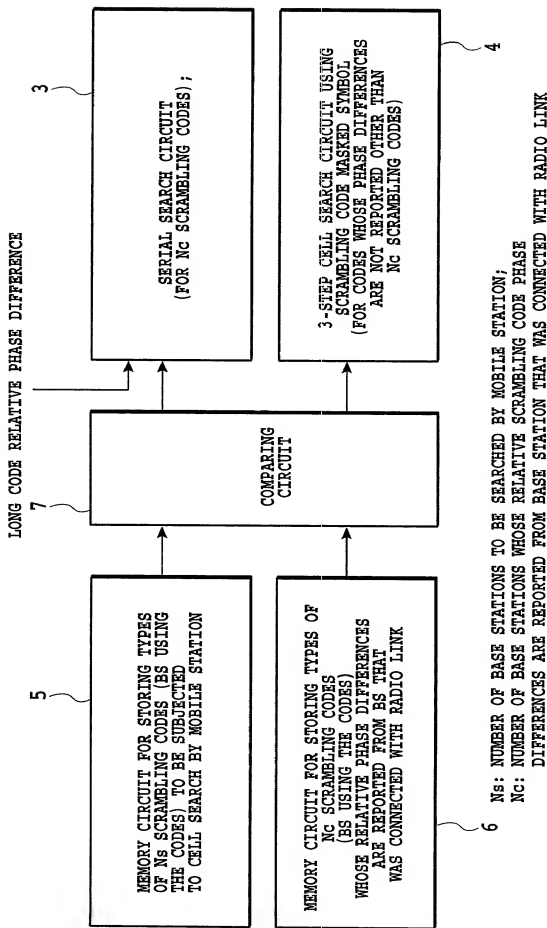 LONG CODE RELATIVE PHASE DIFFERENCE
5
MEMORY CIRCUIT FOR STORING TYPES
OF Ns SCRAMBLING CODES (BS USING
THE CODES) TO BE SUBJECTED
TO CELL SEARCH BY MOBILE STATION
7
COMPARING
CIRCUIT
3
SERIAL SEARCH CIRCUIT
(FOR Nc SCRAMBLING CODES);
MEMORY CIRCUIT FOR STORING TYPES OF
Nc SCRAMBLING CODES
(BS USING THE CODES)
WHOSE RELATIVE PHASE DIFFERENCES
ARE REPORTED FROM BS THAT
WAS CONNECTED WITH RADIO LINK
6
3-STEP CELL SEARCH CIRCUIT USING
SCRAMBLING CODE MASKED SYMBOL
(FOR CODES WHOSE PHASE DIFFERENCES
ARE NOT REPORTED OTHER THAN
Nc SCRAMBLING CODES)
4
Ns: NUMBER OF BASE STATIONS TO BE SEARCHED BY MOBILE STATION;
Nc: NUMBER OF BASE STATIONS WHOSE RELATIVE SCRAMBLING CODE PHASE
DIFFERENCES ARE REPORTED FROM BASE STATION THAT WAS CONNECTED WITH RADIO LINK